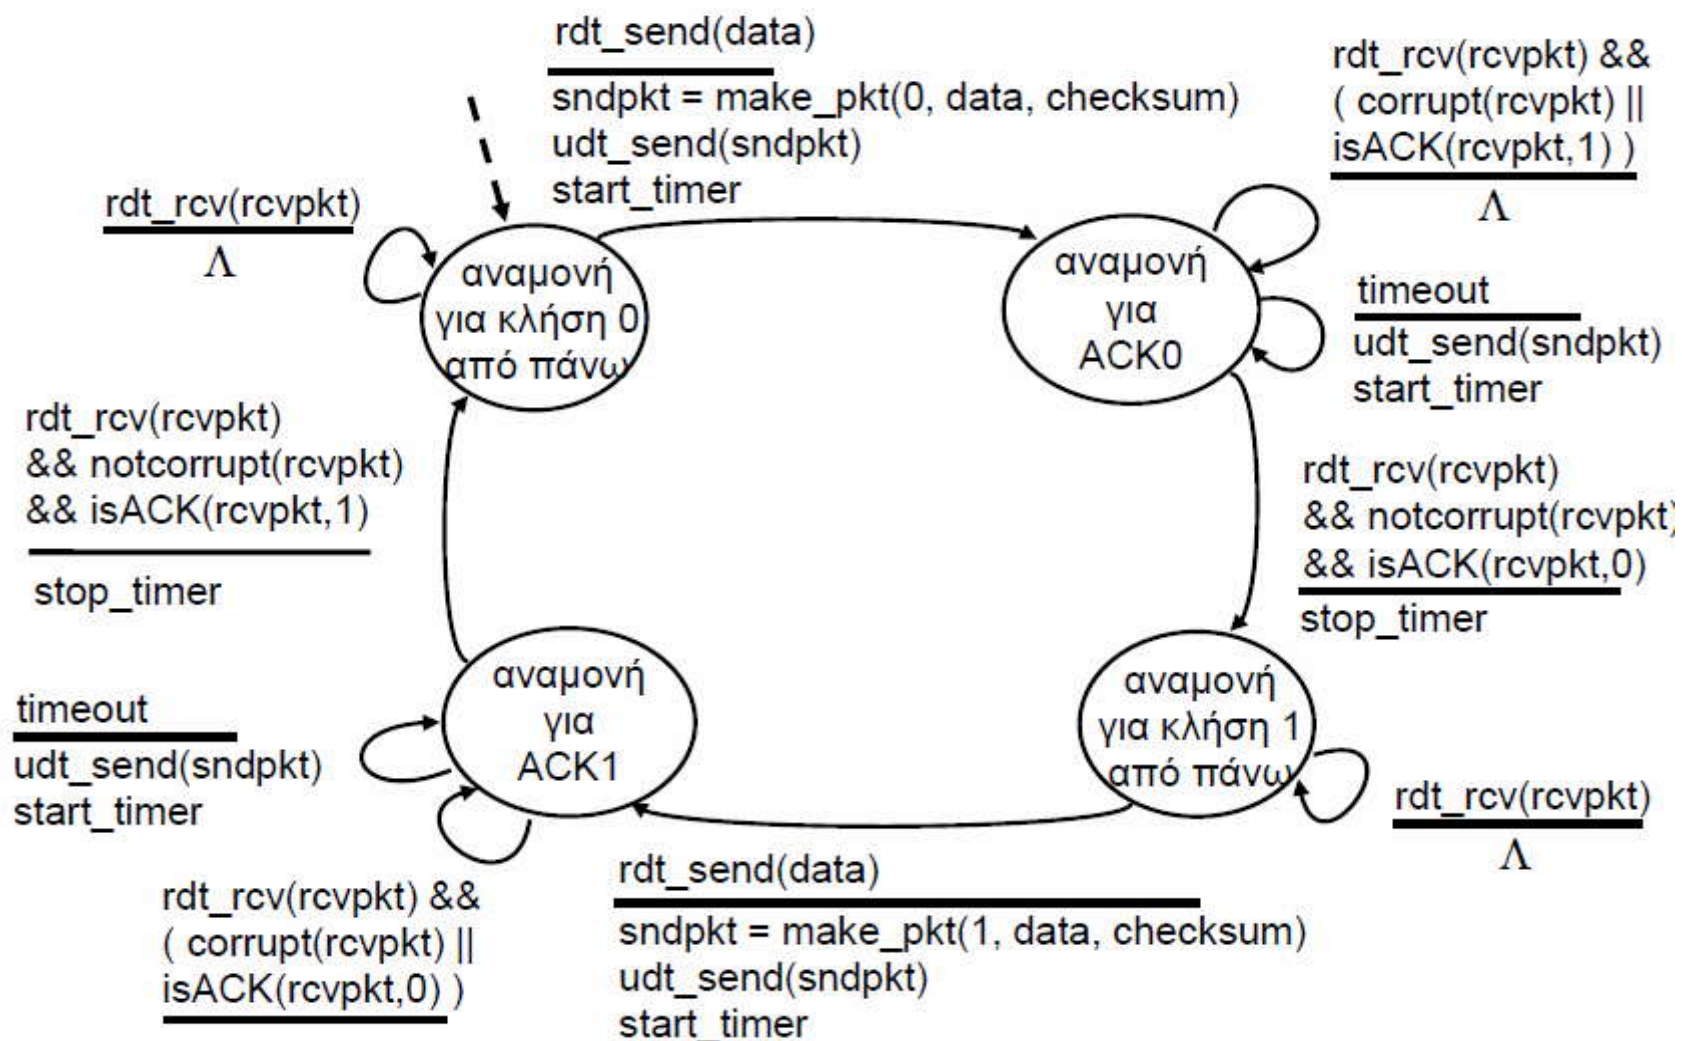 rdt_send(data)
sndpkt = make_pkt(0, data, checksum)
udt_send(sndpkt)
start_timer
rdt_rcv(rcvpkt) &&
( corrupt(rcvpkt) ||
isACK(rcvpkt,1) )
Λ
rdt_rcv(rcvpkt)
Λ
αναμονή
για κλήση 0
από πάνω
αναμονή
για
ACK0
timeout
udt_send(sndpkt)
start_timer
rdt_rcv(rcvpkt)
&& notcorrupt(rcvpkt)
&& isACK(rcvpkt,1)
stop_timer
rdt_rcv(rcvpkt)
&& notcorrupt(rcvpkt)
&& isACK(rcvpkt,0)
stop_timer
αναμονή
για
ACK1
αναμονή
για κλήση 1
από πάνω
timeout
udt_send(sndpkt)
start_timer
rdt_rcv(rcvpkt)
Λ
rdt_rcv(rcvpkt) &&
( corrupt(rcvpkt) ||
isACK(rcvpkt,0) )
rdt_send(data)
sndpkt = make_pkt(1, data, checksum)
udt_send(sndpkt)
start_timer